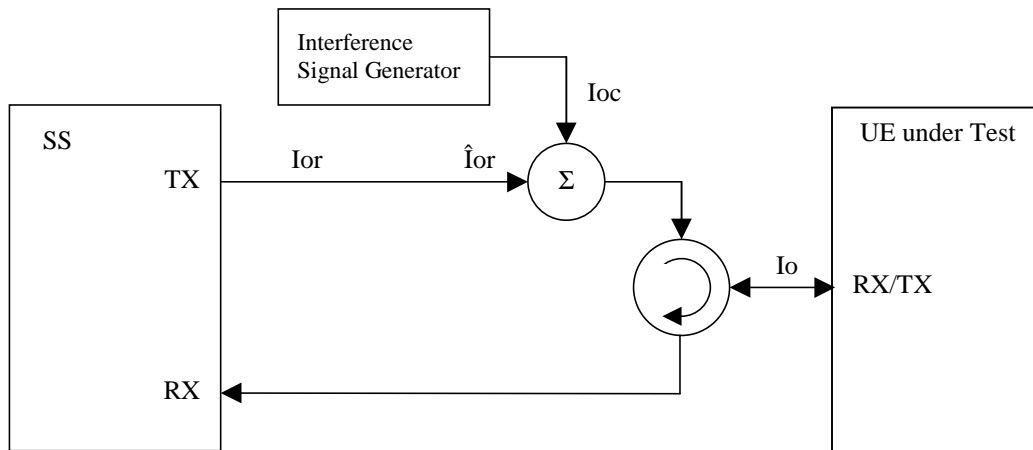 Interference
Signal Generator
Ioc
SS
UE under Test
Ior
Îor
TX
Σ
Io
RX/TX
RX